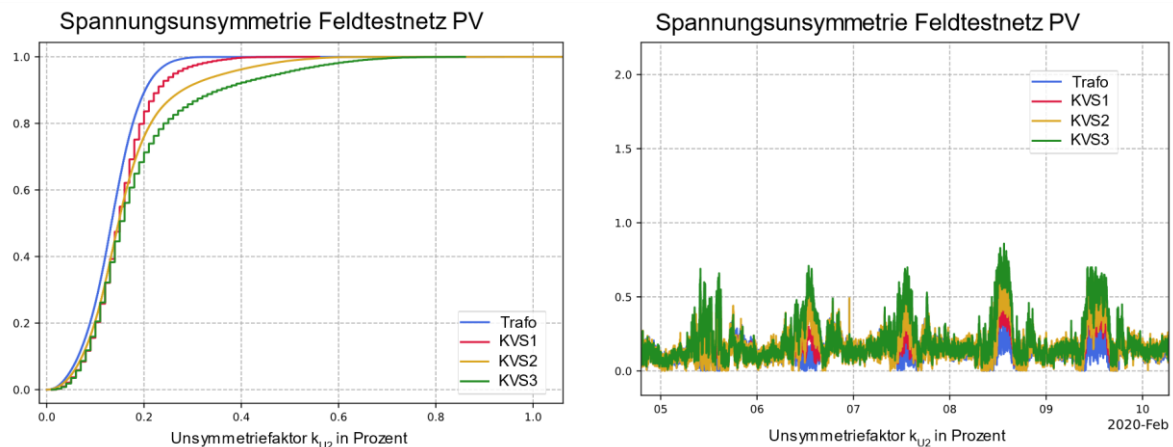 Spannungsunsymmetrie Feldtestnetz PV
1.0
0.8
0.6
0.4
0.2
0.0
Trafo
KVS1
KVS2
KVS3
0.0 0.2 0.4 0.6 0.8 1.0
Unsymmetriefaktor kU2 in Prozent
Spannungsunsymmetrie Feldtestnetz PV
2.0
1.5
1.0
0.5
0.0
Trafo
KVS1
KVS2
KVS3
05 06 07 08 09 10
2020-Feb
Unsymmetriefaktor kU2 in Prozent